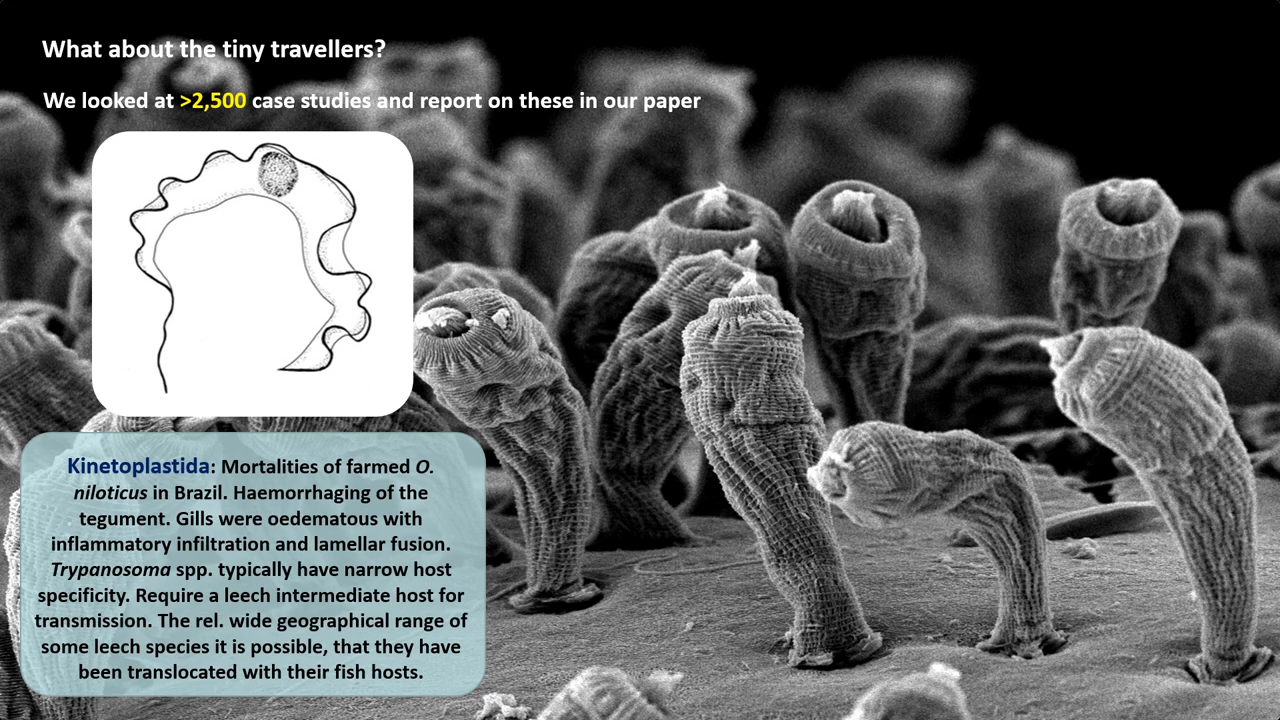 What about the tiny travellers?
We looked at >2,500 case studies and report on these in our paper
Kinetoplastida: Mortalities of farmed O.
niloticus in Brazil. Haemorrhaging of the
tegument. Gills were oedematous with
inflammatory infiltration and lamellar fusion.
Trypanosoma spp. typically have narrow host
specificity. Require a leech intermediate host for
transmission. The rel. wide geographical range of
some leech species it is possible, that they have
been translocated with their fish hosts.